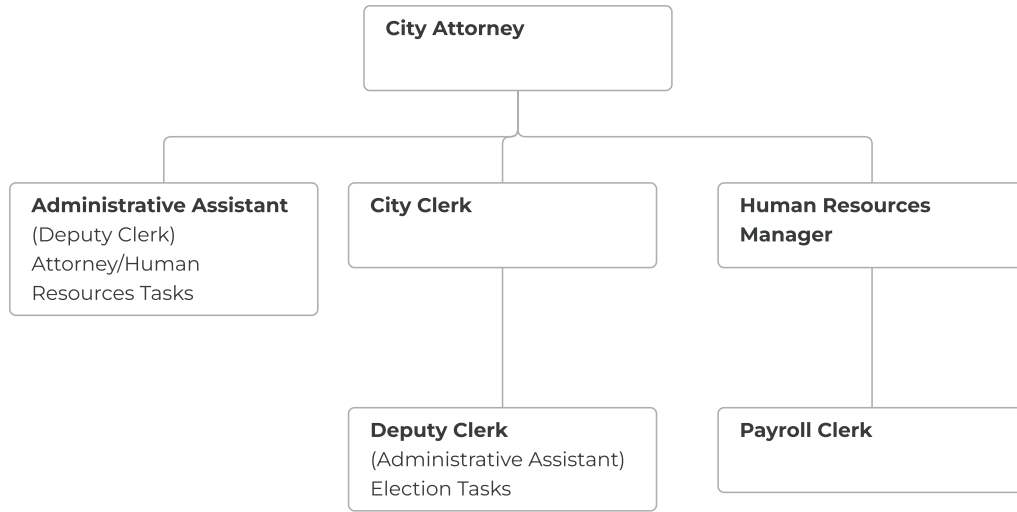 City Attorney
Administrative Assistant
(Deputy Clerk)
Attorney/Human
Resources Tasks
City Clerk
Human Resources
Manager
Deputy Clerk
(Administrative Assistant)
Election Tasks
Payroll Clerk